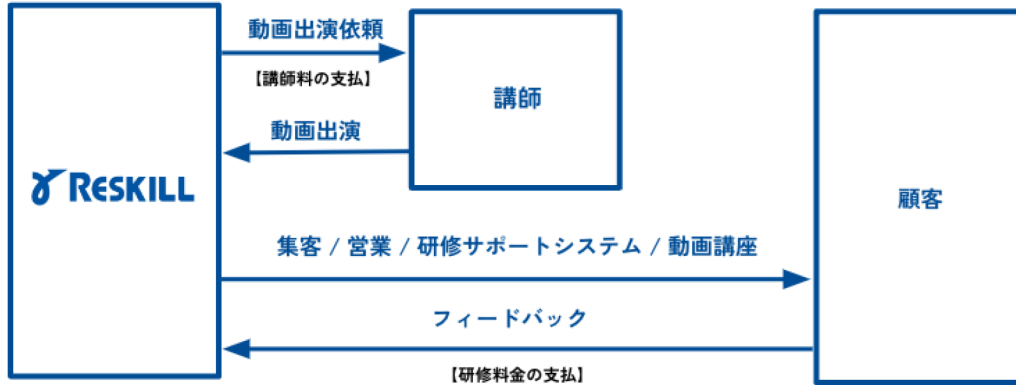 動画出演依頼
【講師料の支払】
講師
動画出演
RESKILL
顧客
集客 / 営業 / 研修サポートシステム / 動画講座
フィードバック
【研修料金の支払】